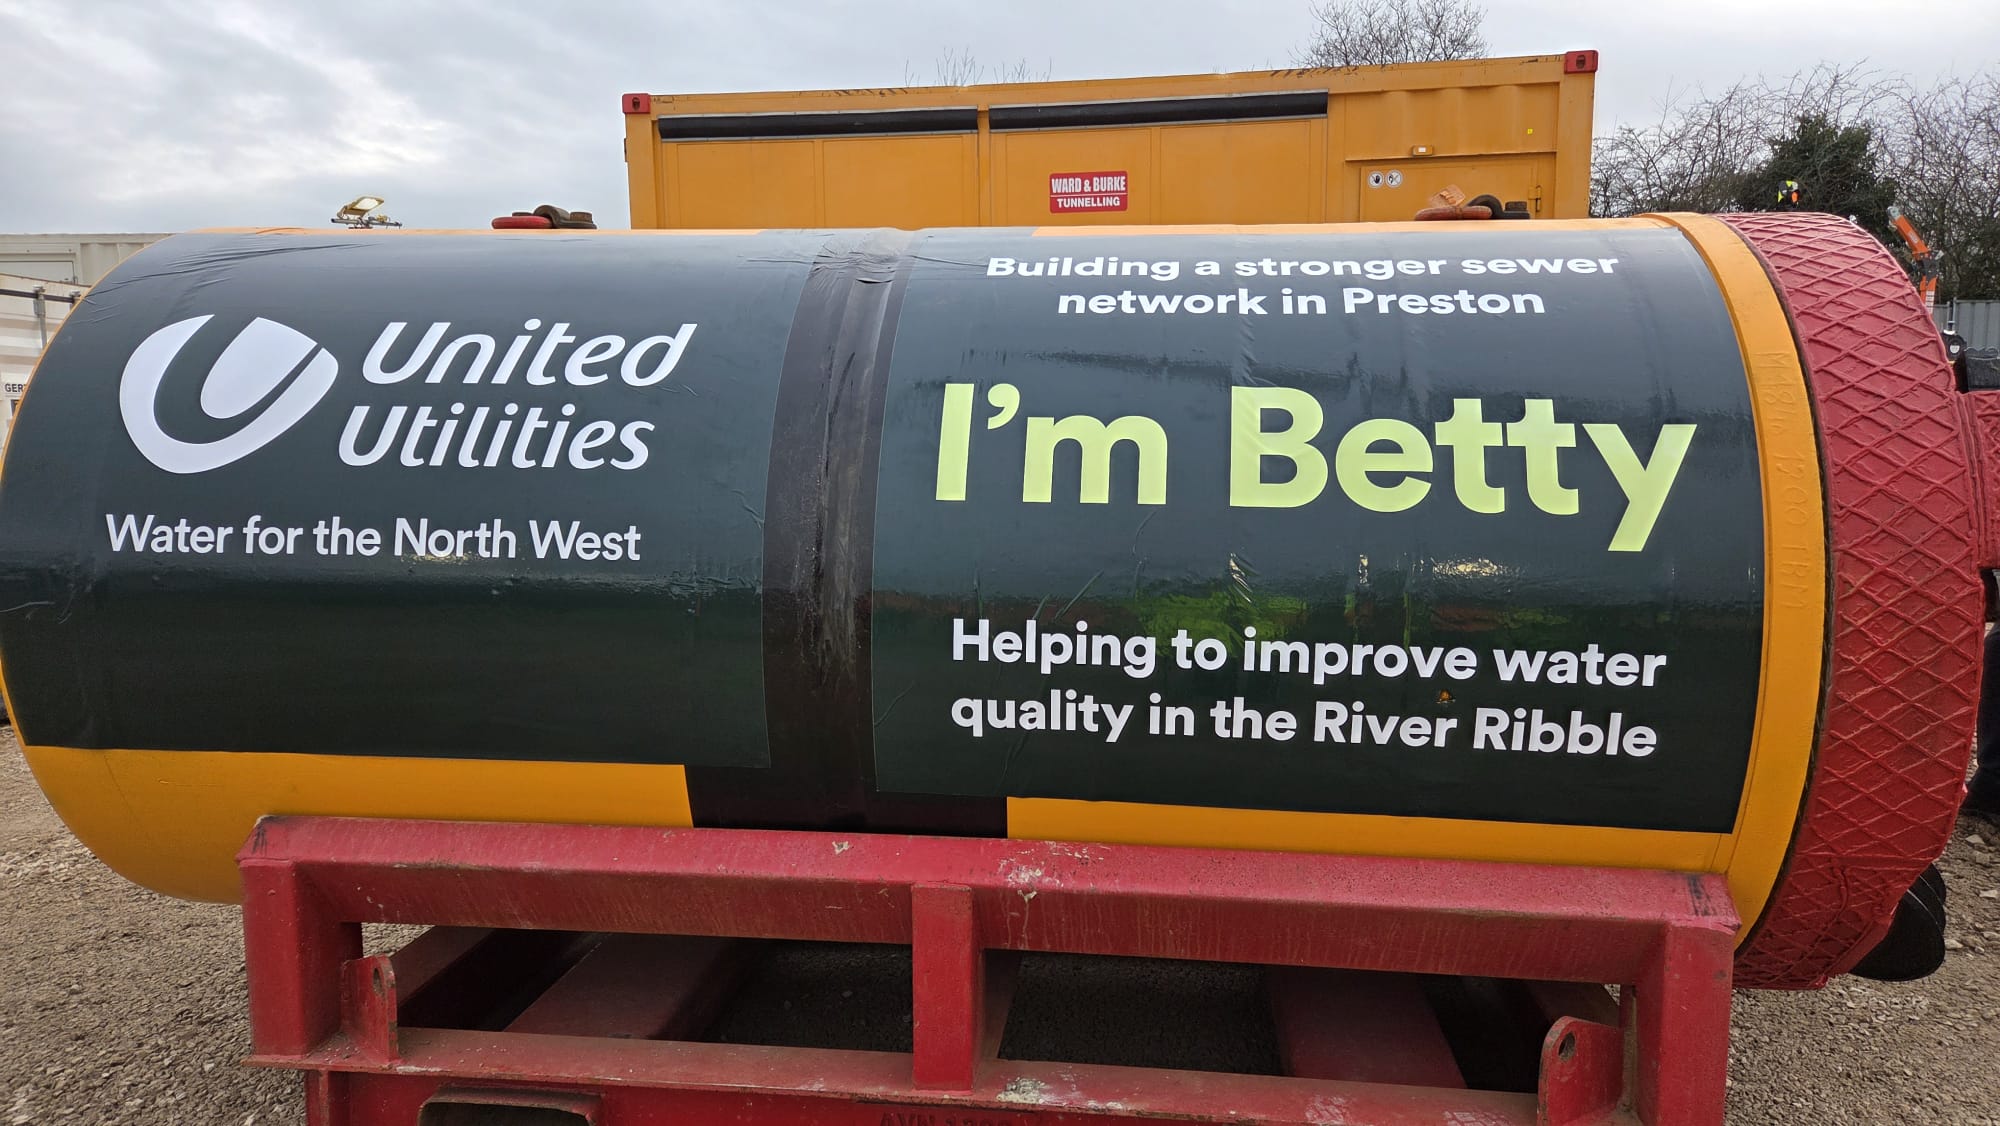 WARD & BURKE
TUNNELLING
United
Utilities
Water for the North West
Building a stronger sewer
network in Preston
I'm Betty
Helping to improve water
quality in the River Ribble